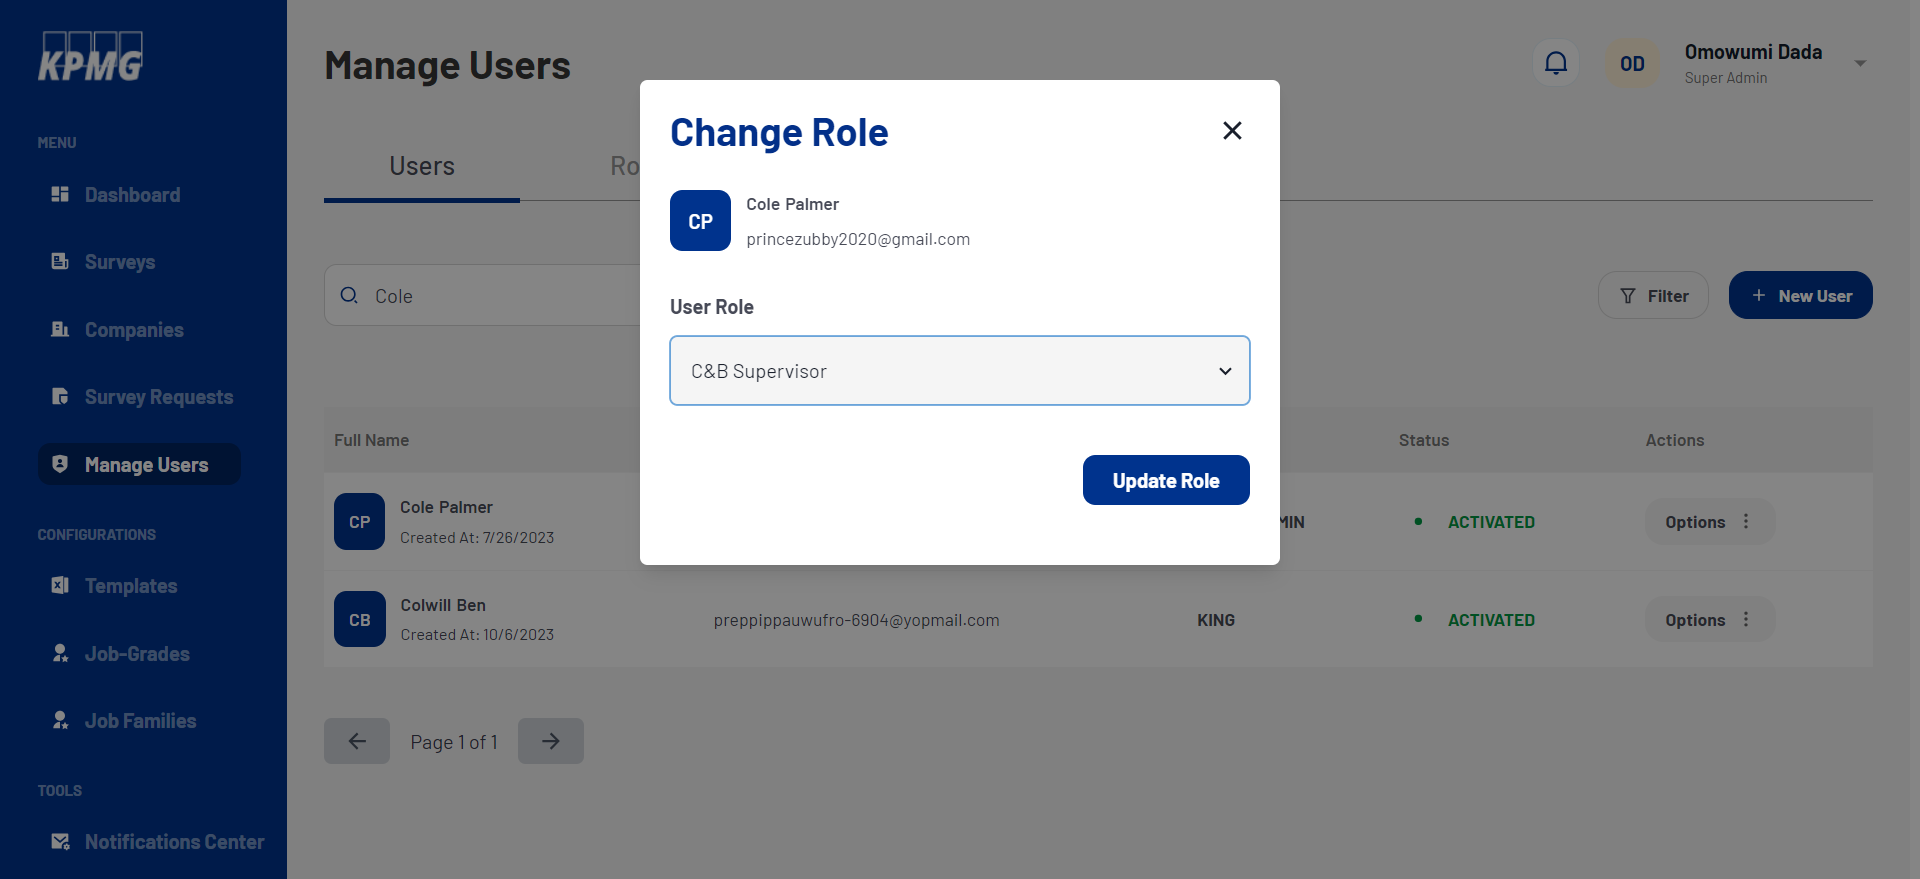 KPMG
MENU
Dashboard
Surveys
Companies
Survey Requests
Manage Users
CONFIGURATIONS
Templates
Job-Grades
Job Families
TOOLS
Notifications Center
Manage Users
OD
Omowumi Dada
Super Admin
Users
Ro
Cole
Filter
+ New User
Change Role
CP
Cole Palmer
princezubby2020@gmail.com
User Role
C&B Supervisor
Update Role
Full Name
Status
Actions
CP
Cole Palmer
Created At: 7/26/2023
MIN
ACTIVATED
Options
CB
Colwill Ben
Created At: 10/6/2023
preppippauwufro-6904@yopmail.com
KING
ACTIVATED
Options
Page 1 of 1